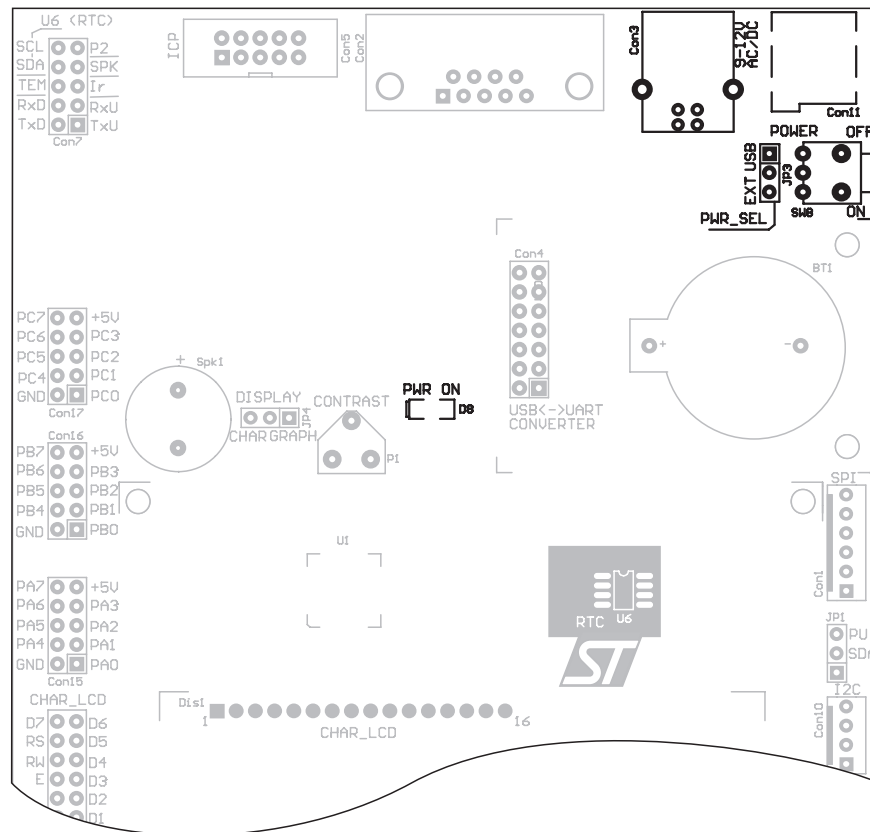 U6 (RTC)
SCL P2
SDA SPK
TEM Ir
RxD RxU
TxD TxU
Con7
ICP
Con5
Con2
Con3
9-12V
AC/DC
Con11
POWER OFF
EXT USB
JP3
SW8 ON
PWR_SEL
Con4
BT1
+ -
PC7 +5V
PC6 PC3
PC5 PC2
PC4 PC1
GND PC0
Con17
+ Spk1
DISPLAY
JP4
CHAR GRAPH
CONTRAST
P1
PWR ON
D8
USB<->UART
CONVERTER
Con16
PB7 +5V
PB6 PB3
PB5 PB2
PB4 PB1
GND PB0
SPI
Con1
U1
RTC U6
ST
PA7 +5V
PA6 PA3
PA5 PA2
PA4 PA1
GND PA0
Con15
JP1
PU
SDA
I2C
Con10
CHAR_LCD
D7 D6
RS D5
RW D4
E D3
D2
D1
Dis1
1 16
CHAR_LCD